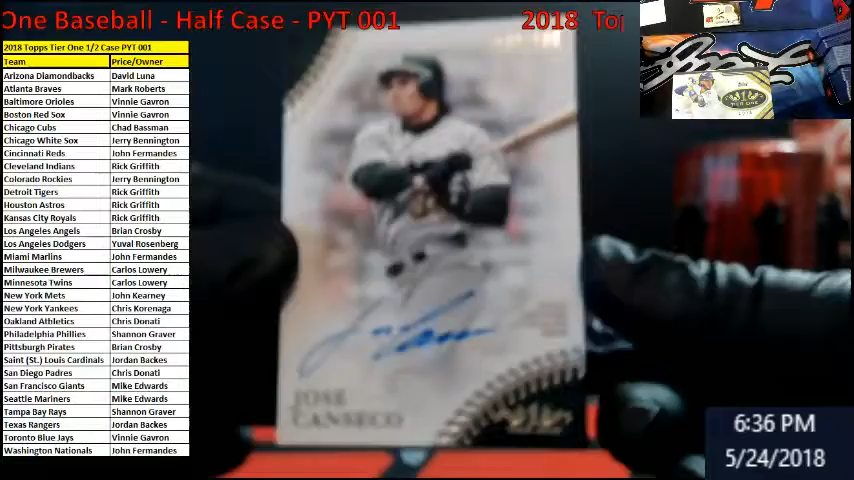 One Baseball - Half Case - PYT 001
2018 To
2018 Topps Tier One 1/2 Case PYT 001
Team Price/Owner
Arizona Diamondbacks David Luna
Atlanta Braves Mark Roberts
Baltimore Orioles Vinnie Gavron
Boston Red Sox Vinnie Gavron
Chicago Cubs Chad Bassman
Chicago White Sox Jerry Bennington
Cincinnati Reds John Fernandes
Cleveland Indians Rick Griffith
Colorado Rockies Jerry Bennington
Detroit Tigers Rick Griffith
Houston Astros Rick Griffith
Kansas City Royals Rick Griffith
Los Angeles Angels Brian Crosby
Los Angeles Dodgers Yuval Rosenberg
Miami Marlins John Fernandes
Milwaukee Brewers Carlos Lowery
Minnesota Twins Carlos Lowery
New York Mets John Kearney
New York Yankees Chris Korenaga
Oakland Athletics Chris Donati
Philadelphia Phillies Shannon Graver
Pittsburgh Pirates Brian Crosby
Saint (St.) Louis Cardinals Jordan Backes
San Diego Padres Chris Donati
San Francisco Giants Mike Edwards
Seattle Mariners Mike Edwards
Tampa Bay Rays Shannon Graver
Texas Rangers Jordan Backes
Toronto Blue Jays Vinnie Gavron
Washington Nationals John Fernandes
JOSE
CANSECO
TIER ONE
6:36 PM
5/24/2018